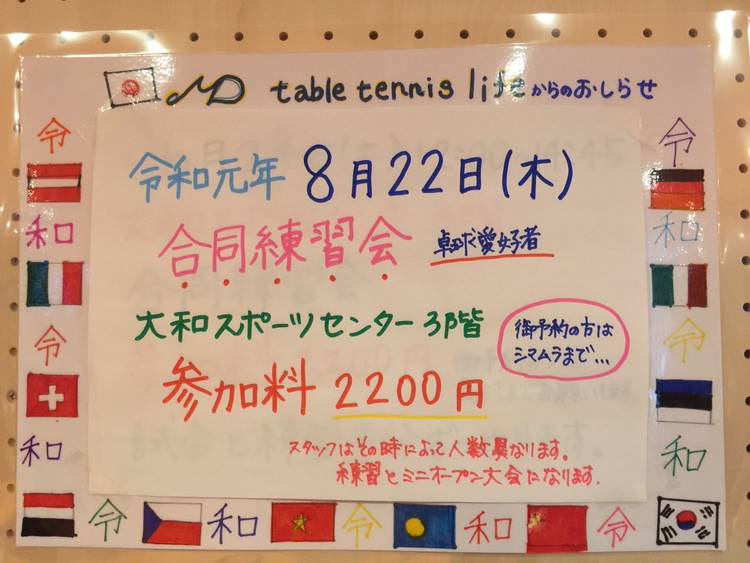 MD table tennis lifeからのおしらせ
令和元年 8月22日(木)
合同練習会 卓球愛好者
大和スポーツセンター3階
御予約の方は
シマムラまで…
参加料 2200円
スタッフはその時によって人数異なります。
練習とミニオープン大会になります.
令
和
令
和
令
和
令
和
令
和
令
和
令